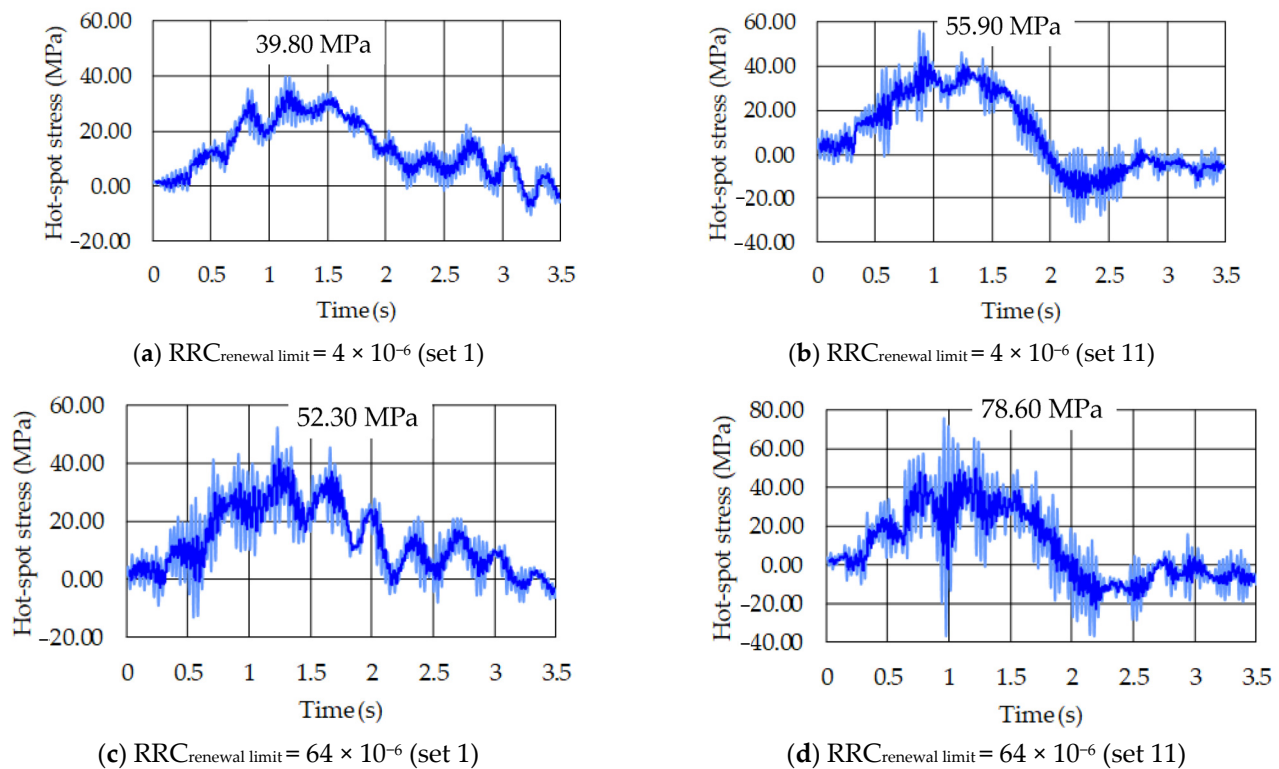 60.00
40.00
20.00
0.00
−20.00
Hot-spot stress (MPa)
39.80 MPa
0 0.5 1 1.5 2 2.5 3 3.5
Time (s)
(a) RRCrenewal limit = 4 × 10⁻⁶ (set 1)
60.00
40.00
20.00
0.00
−20.00
−40.00
Hot-spot stress (MPa)
55.90 MPa
0 0.5 1 1.5 2 2.5 3 3.5
Time (s)
(b) RRCrenewal limit = 4 × 10⁻⁶ (set 11)
60.00
40.00
20.00
0.00
−20.00
Hot-spot stress (MPa)
52.30 MPa
0 0.5 1 1.5 2 2.5 3 3.5
Time (s)
(c) RRCrenewal limit = 64 × 10⁻⁶ (set 1)
80.00
60.00
40.00
20.00
0.00
−20.00
−40.00
Hot-spot stress (MPa)
78.60 MPa
0 0.5 1 1.5 2 2.5 3 3.5
Time (s)
(d) RRCrenewal limit = 64 × 10⁻⁶ (set 11)